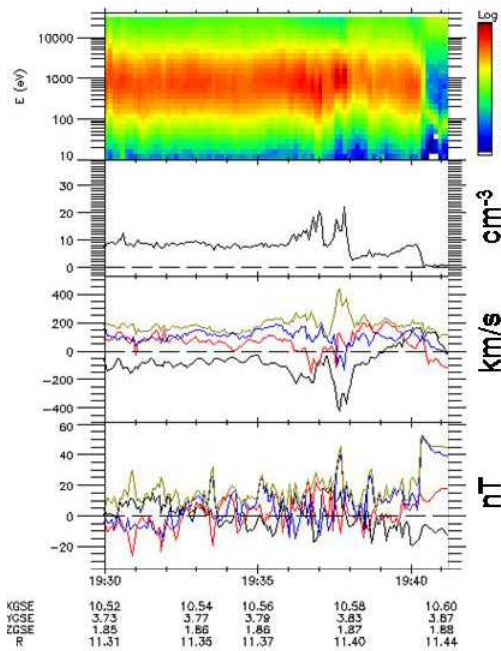 Log
10000
1000
100
10
E (eV)
30
20
10
0
cm-3
400
200
0
-200
-400
km/s
60
40
20
0
-20
nT
19:30 19:35 19:40
XGSE 10.52 10.54 10.56 10.58 10.60
YGSE 3.73 3.77 3.79 3.83 3.87
ZGSE 1.85 1.86 1.86 1.87 1.88
R 11.31 11.35 11.37 11.40 11.44